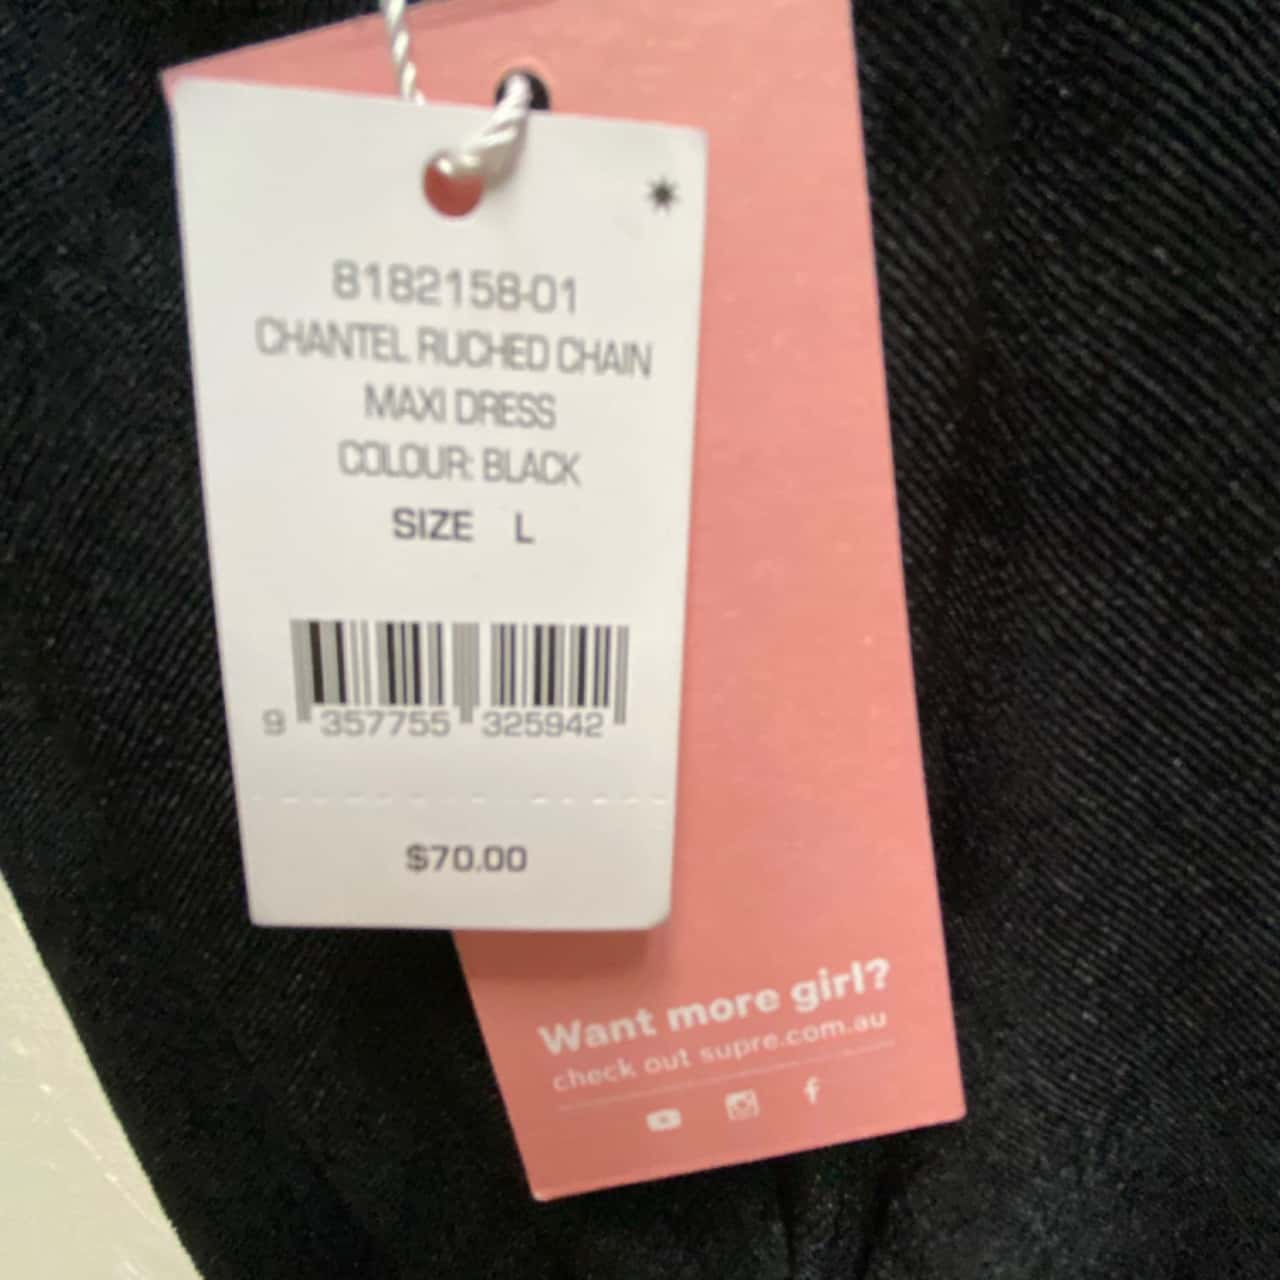 8182158-01
CHANTEL RUCHED CHAIN
MAXI DRESS
COLOUR: BLACK
SIZE L
9 357755 325942
$70.00
Want more girl?
check out supre.com.au